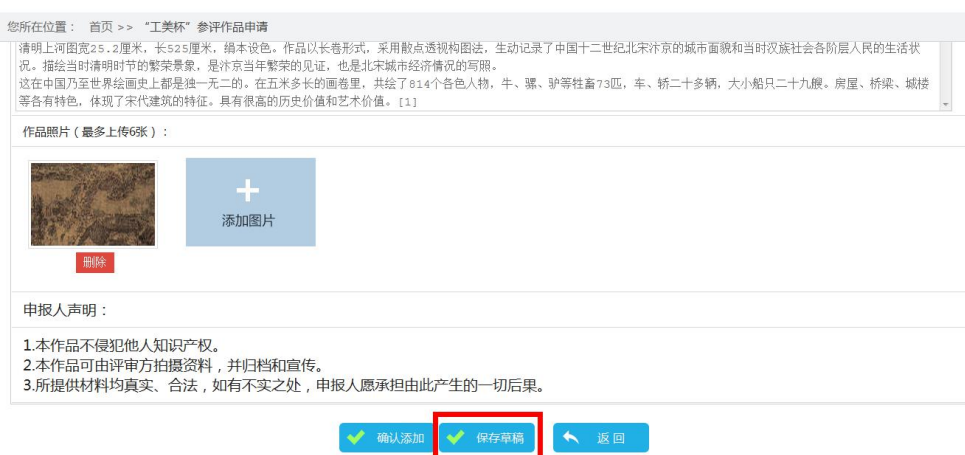 您所在位置： 首页 >> “工美杯”参评作品申请
清明上河图宽25.2厘米，长525厘米，绢本设色。作品以长卷形式，采用散点透视构图法，生动记录了中国十二世纪北宋汴京的城市面貌和当时汉族社会各阶层人民的生活状
况。描绘当时清明时节的繁荣景象，是汴京当年繁荣的见证，也是北宋城市经济情况的写照。
这在中国乃至世界绘画史上都是独一无二的。在五米多长的画卷里，共绘了814个各色人物，牛、骡、驴等牲畜73匹，车、轿二十多辆，大小船只二十九艘。房屋、桥梁、城楼
等各有特色，体现了宋代建筑的特征。具有很高的历史价值和艺术价值。[1]
作品照片（最多上传6张）：
添加图片
删除
申报人声明：
1.本作品不侵犯他人知识产权。
2.本作品可由评审方拍摄资料，并归档和宣传。
3.所提供材料均真实、合法，如有不实之处，申报人愿承担由此产生的一切后果。
确认添加 保存草稿 返回